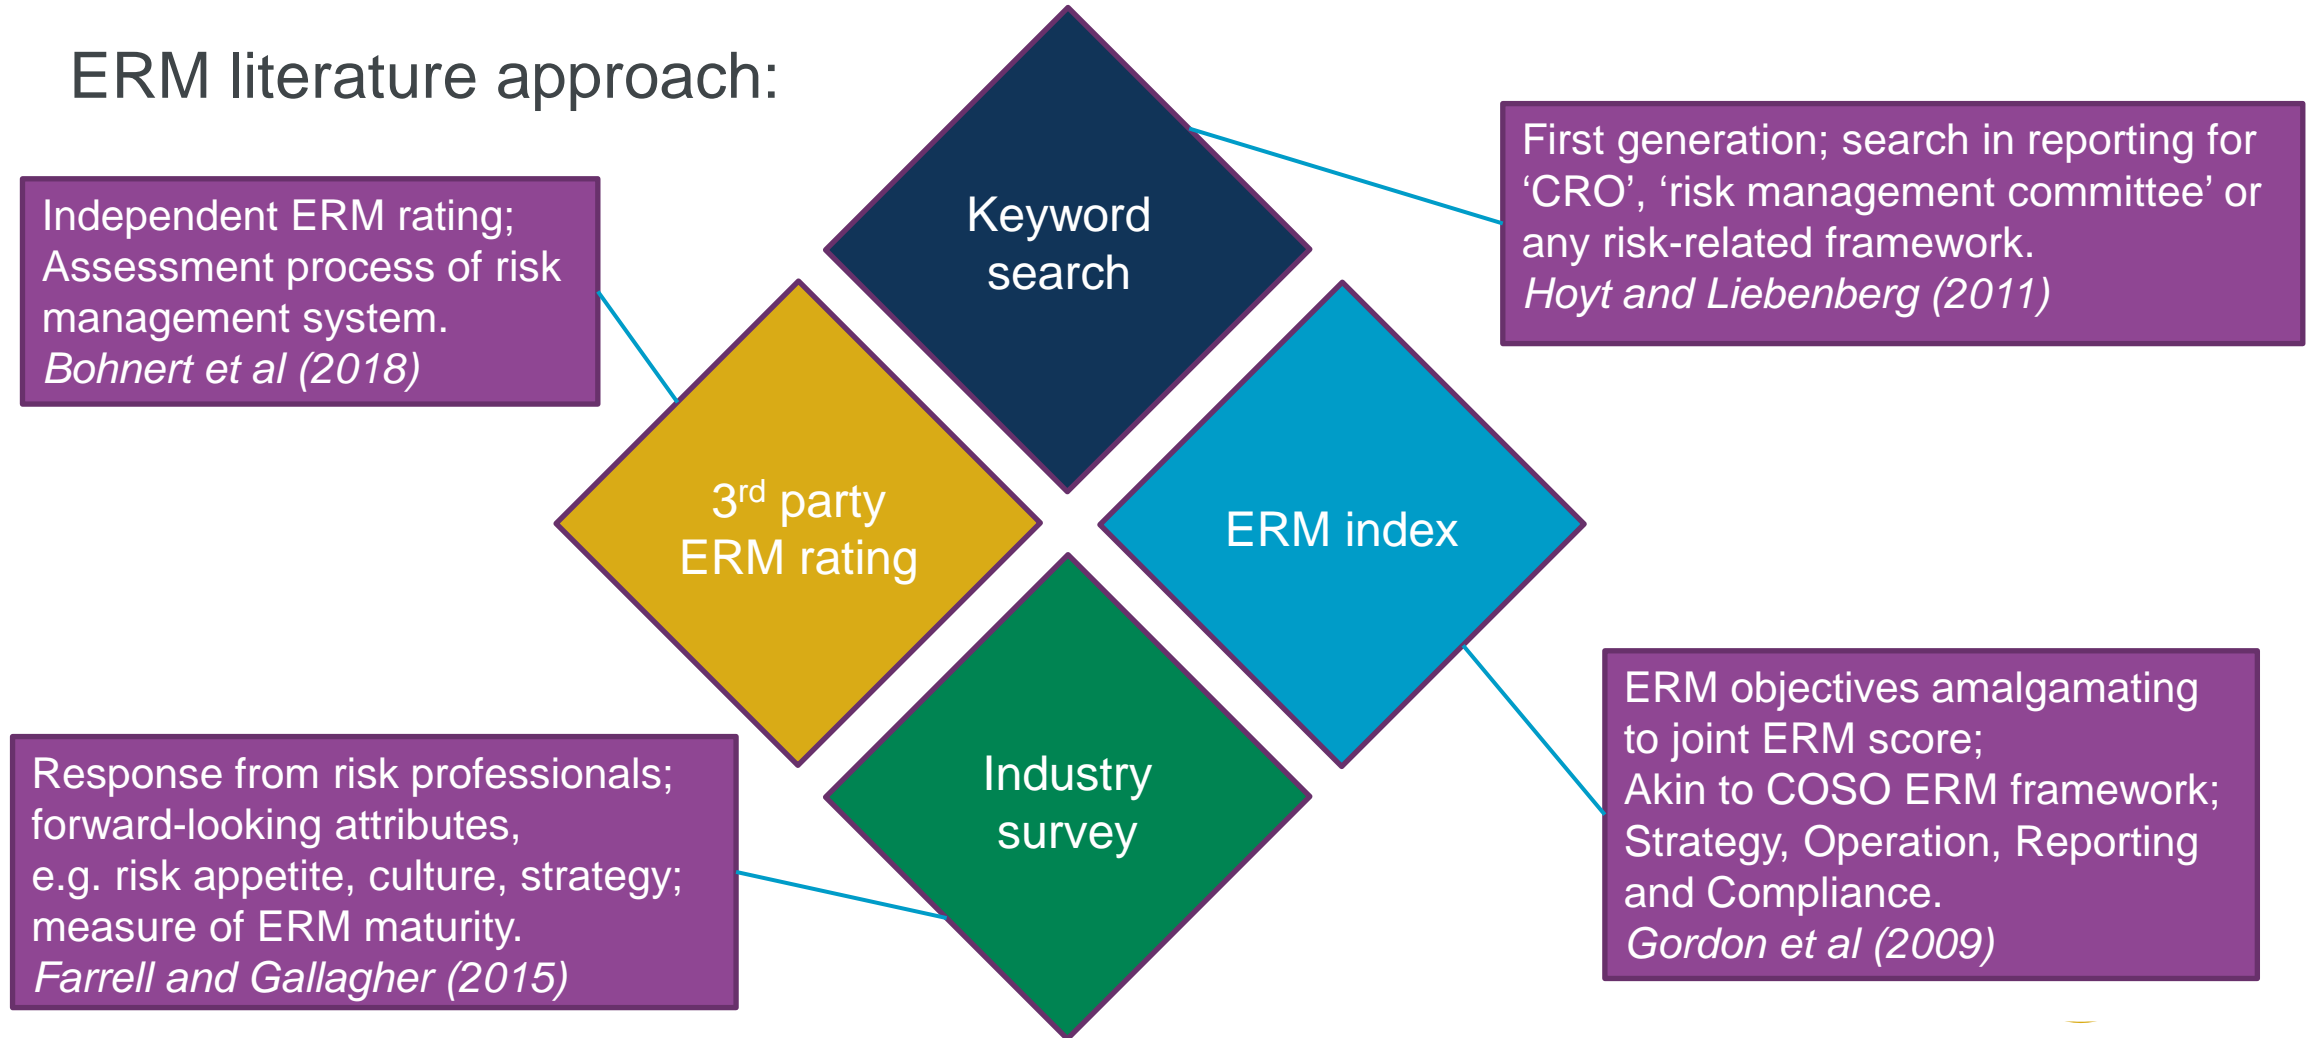 ERM literature approach:
Independent ERM rating;
Assessment process of risk
management system.
Bohnert et al (2018)
Keyword
search
First generation; search in reporting for
‘CRO’, ‘risk management committee’ or
any risk-related framework.
Hoyt and Liebenberg (2011)
3rd party
ERM rating
ERM index
Response from risk professionals;
forward-looking attributes,
e.g. risk appetite, culture, strategy;
measure of ERM maturity.
Farrell and Gallagher (2015)
Industry
survey
ERM objectives amalgamating
to joint ERM score;
Akin to COSO ERM framework;
Strategy, Operation, Reporting
and Compliance.
Gordon et al (2009)